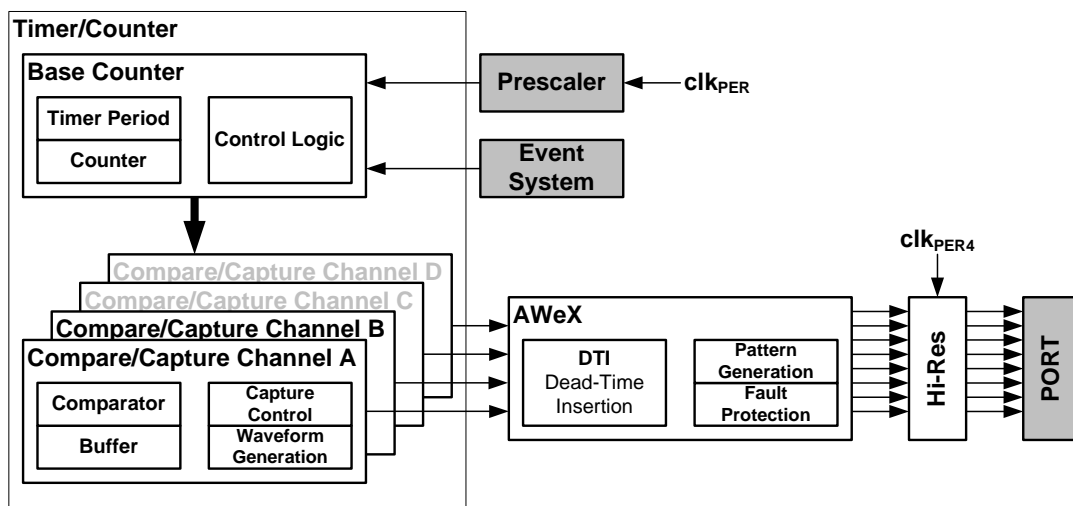 Timer/Counter
Base Counter
Timer Period
Counter
Control Logic
Prescaler
clkPER
Event
System
Compare/Capture Channel D
Compare/Capture Channel C
Compare/Capture Channel B
Compare/Capture Channel A
Comparator
Buffer
Capture
Control
Waveform
Generation
AWeX
DTI
Dead-Time
Insertion
Pattern
Generation
Fault
Protection
clkPER4
Hi-Res
PORT